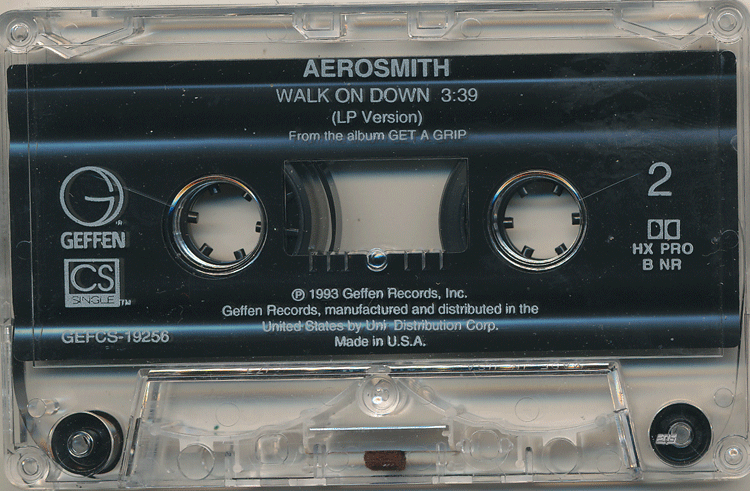 AEROSMITH
WALK ON DOWN 3:39
(LP Version)
From the album GET A GRIP
G
®
GEFFEN
2
HX PRO
B NR
CS
SINGLE™
℗ 1993 Geffen Records, Inc.
Geffen Records, manufactured and distributed in the
United States by Uni Distribution Corp.
Made in U.S.A.
GEFCS-19256